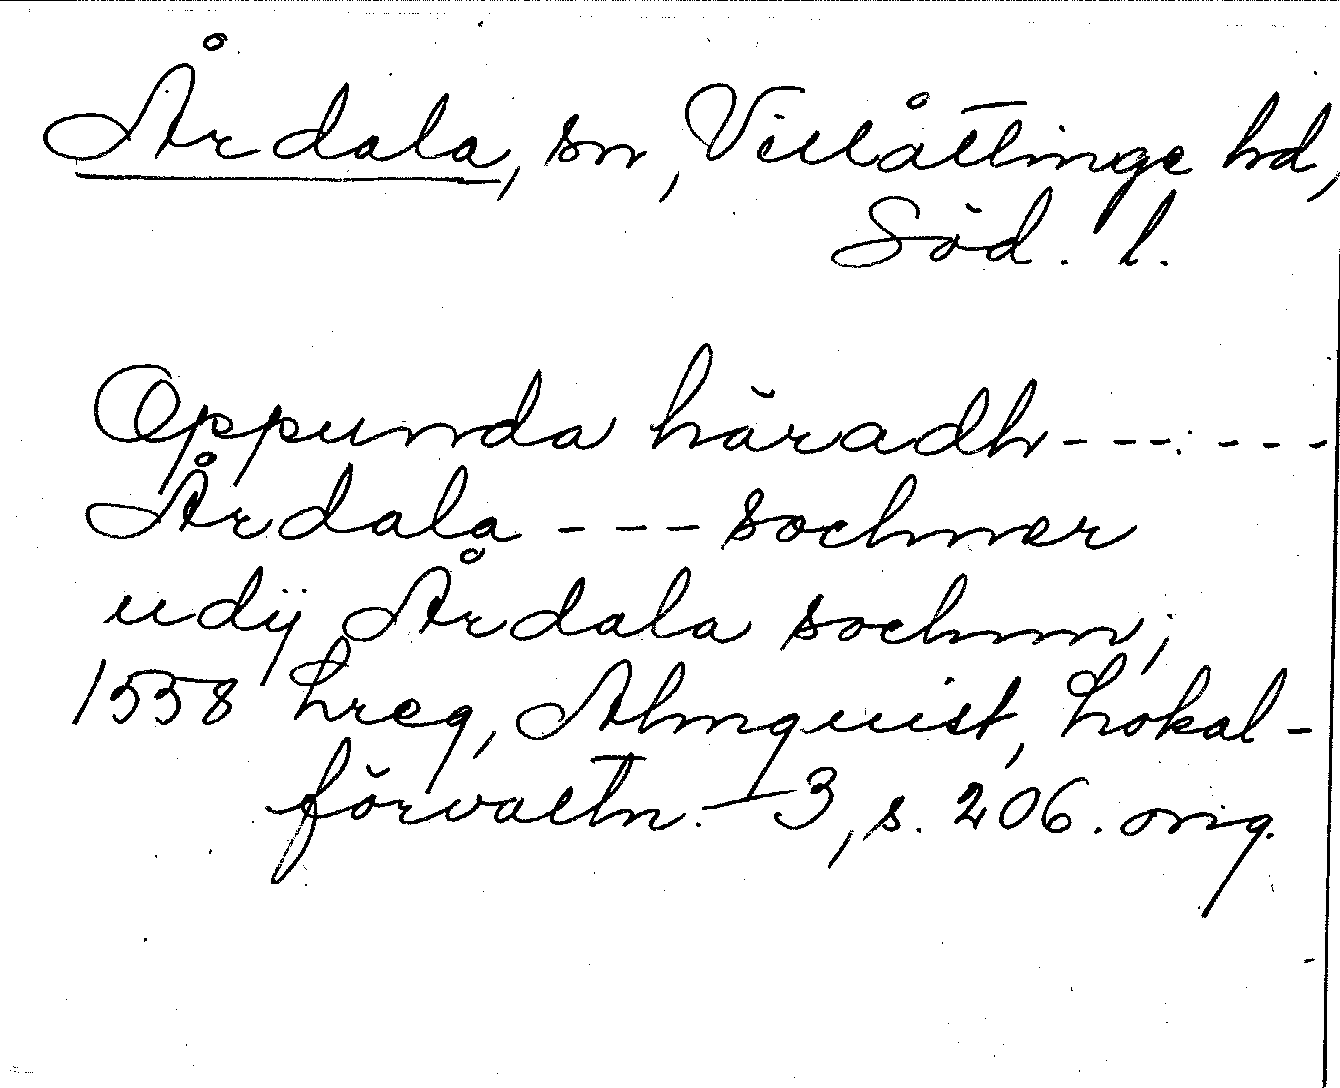 Årdala, sn, Villåttinge hd,
Söd. l.
Oppunda häradh --- ---
Årdala --- sochner
udij Årdala sochnn;
1558 Lreg, Almquist, Lokal-
förvaltn. 3, s. 206. orig.